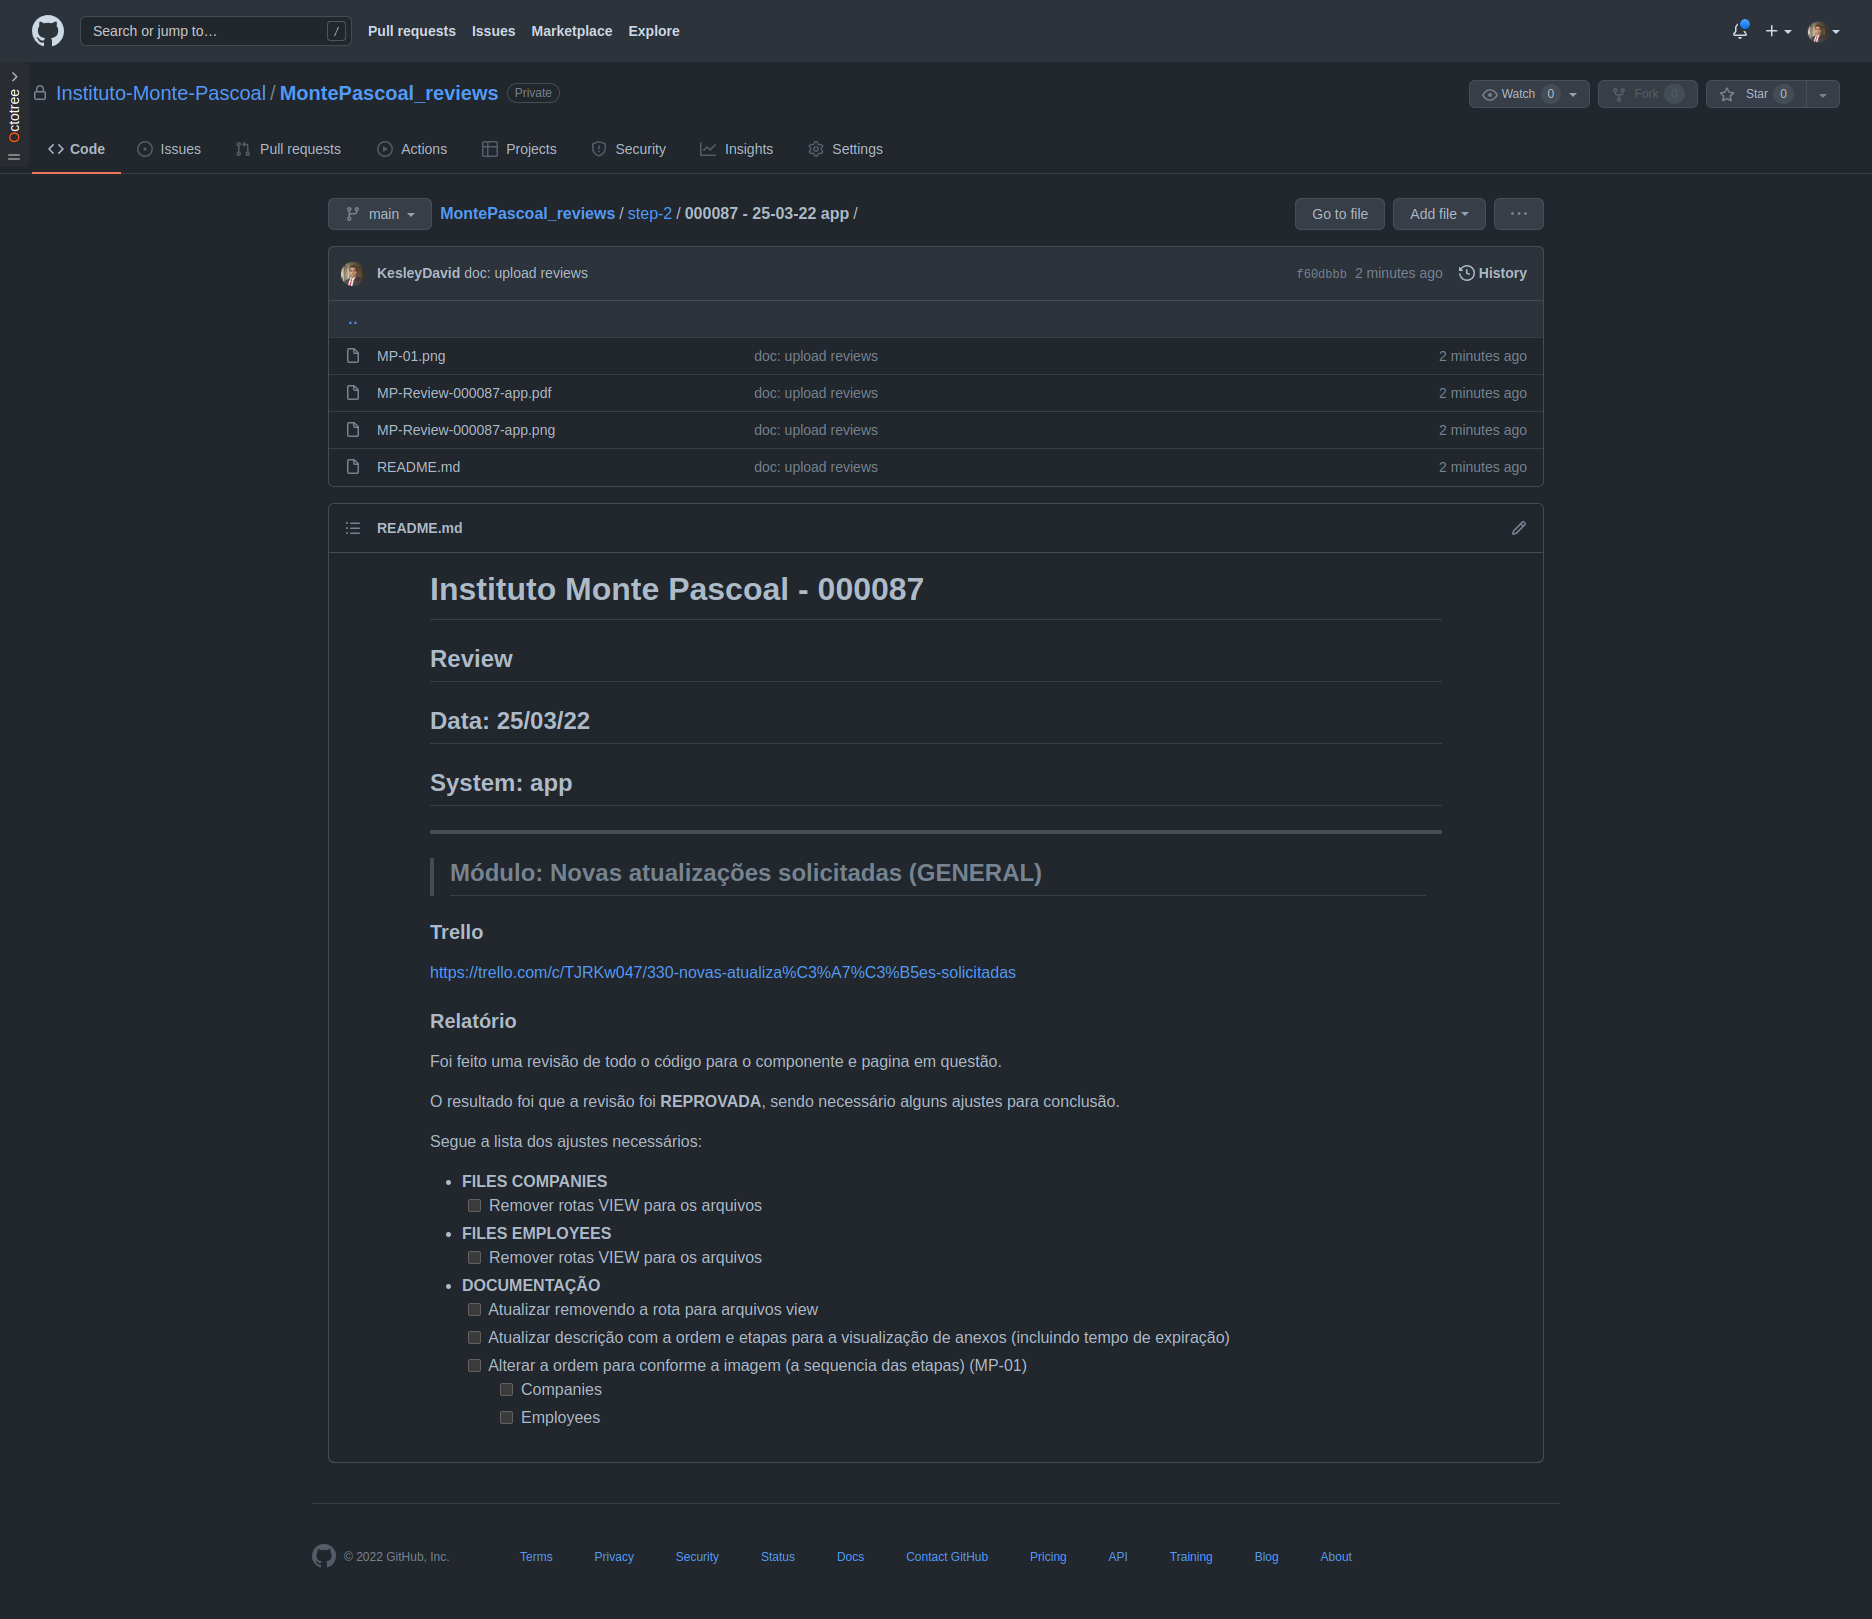 Search or jump to… /
Pull requests Issues Marketplace Explore
Octotree
Instituto-Monte-Pascoal / MontePascoal_reviews Private
Watch 0 Fork 0 Star 0
Code Issues Pull requests Actions Projects Security Insights Settings
main MontePascoal_reviews / step-2 / 000087 - 25-03-22 app /
Go to file Add file ...
KesleyDavid doc: upload reviews f60dbbb 2 minutes ago History
..
MP-01.png doc: upload reviews 2 minutes ago
MP-Review-000087-app.pdf doc: upload reviews 2 minutes ago
MP-Review-000087-app.png doc: upload reviews 2 minutes ago
README.md doc: upload reviews 2 minutes ago
README.md
Instituto Monte Pascoal - 000087
Review
Data: 25/03/22
System: app
Módulo: Novas atualizações solicitadas (GENERAL)
Trello
https://trello.com/c/TJRKw047/330-novas-atualiza%C3%A7%C3%B5es-solicitadas
Relatório
Foi feito uma revisão de todo o código para o componente e pagina em questão.
O resultado foi que a revisão foi REPROVADA, sendo necessário alguns ajustes para conclusão.
Segue a lista dos ajustes necessários:
• FILES COMPANIES
Remover rotas VIEW para os arquivos
• FILES EMPLOYEES
Remover rotas VIEW para os arquivos
• DOCUMENTAÇÃO
Atualizar removendo a rota para arquivos view
Atualizar descrição com a ordem e etapas para a visualização de anexos (incluindo tempo de expiração)
Alterar a ordem para conforme a imagem (a sequencia das etapas) (MP-01)
Companies
Employees
© 2022 GitHub, Inc. Terms Privacy Security Status Docs Contact GitHub Pricing API Training Blog About